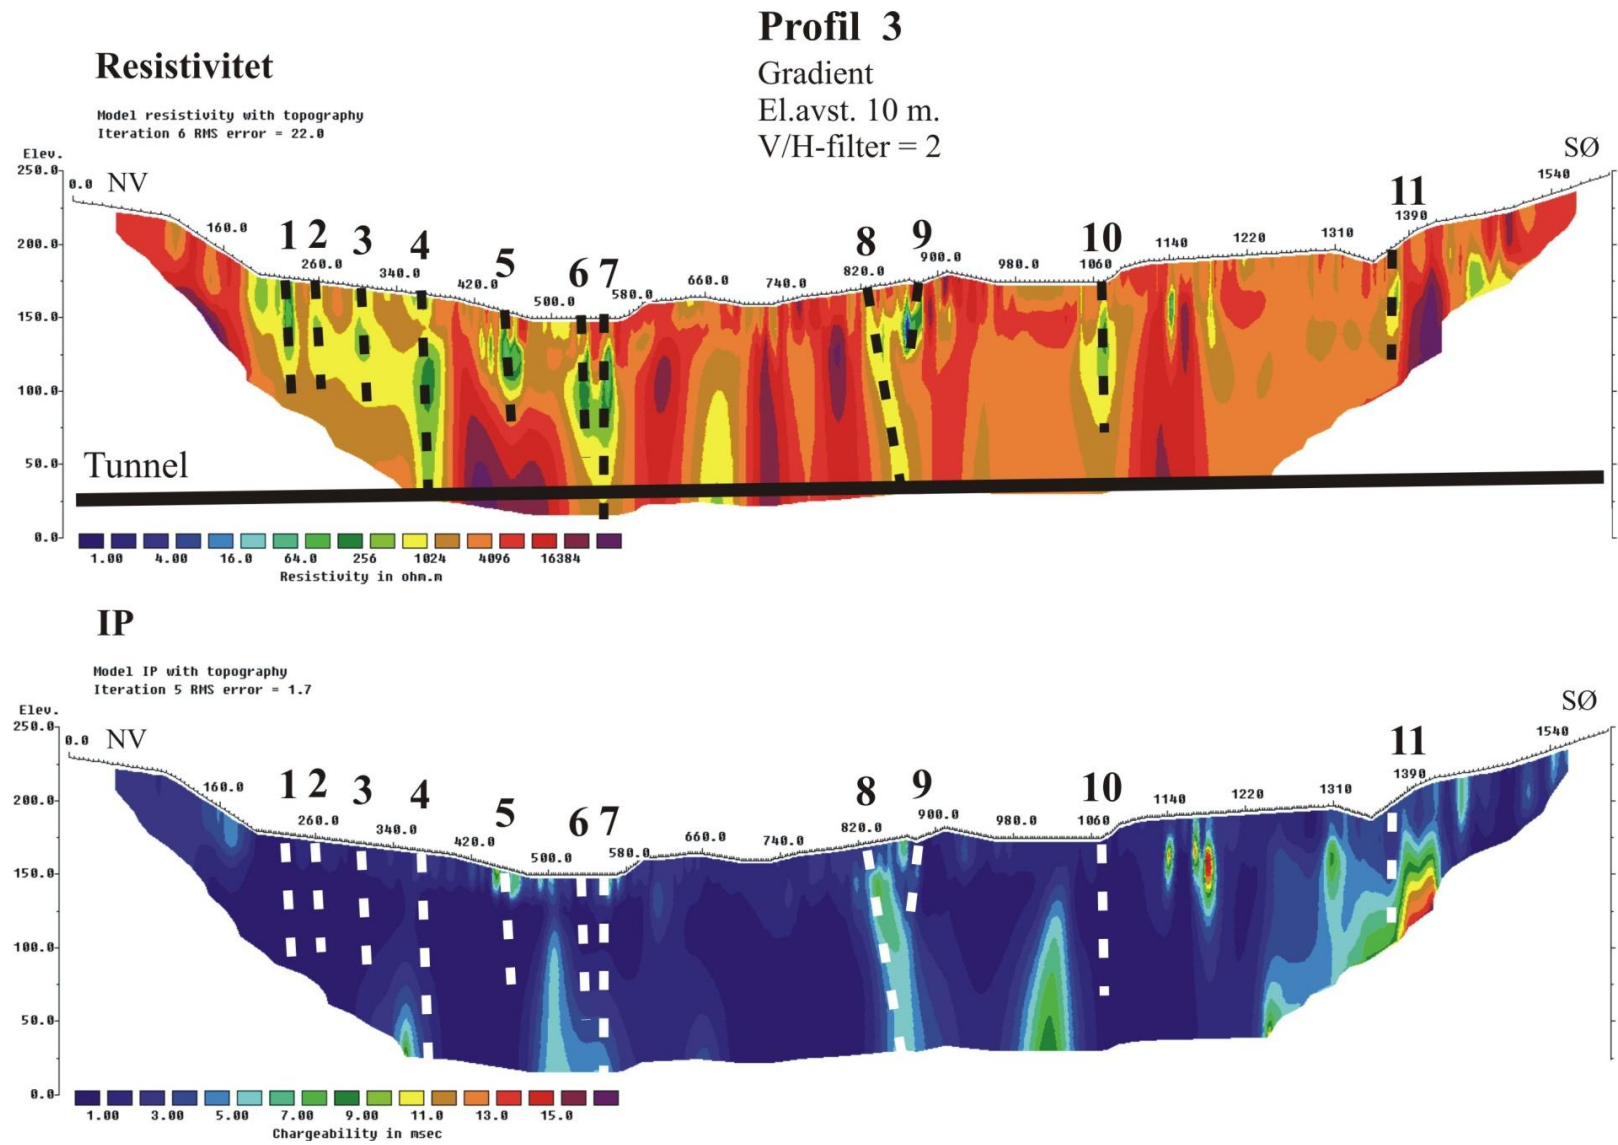 Profil 3
Gradient
El.avst. 10 m.
V/H-filter = 2
Resistivitet
Model resistivity with topography
Iteration 6 RMS error = 22.0
Elev.
250.0
200.0
150.0
100.0
50.0
0.0
0.0 NV
SØ
160.0 260.0 340.0 420.0 500.0 580.0 660.0 740.0 820.0 900.0 980.0 1060 1140 1220 1310 1390 1540
1 2 3 4 5 6 7 8 9 10 11
Tunnel
1.00 4.00 16.0 64.0 256 1024 4096 16384
Resistivity in ohm.m
IP
Model IP with topography
Iteration 5 RMS error = 1.7
Elev.
250.0
200.0
150.0
100.0
50.0
0.0
0.0 NV
SØ
160.0 260.0 340.0 420.0 500.0 580.0 660.0 740.0 820.0 900.0 980.0 1060 1140 1220 1310 1390 1540
1 2 3 4 5 6 7 8 9 10 11
1.00 3.00 5.00 7.00 9.00 11.0 13.0 15.0
Chargeability in msec